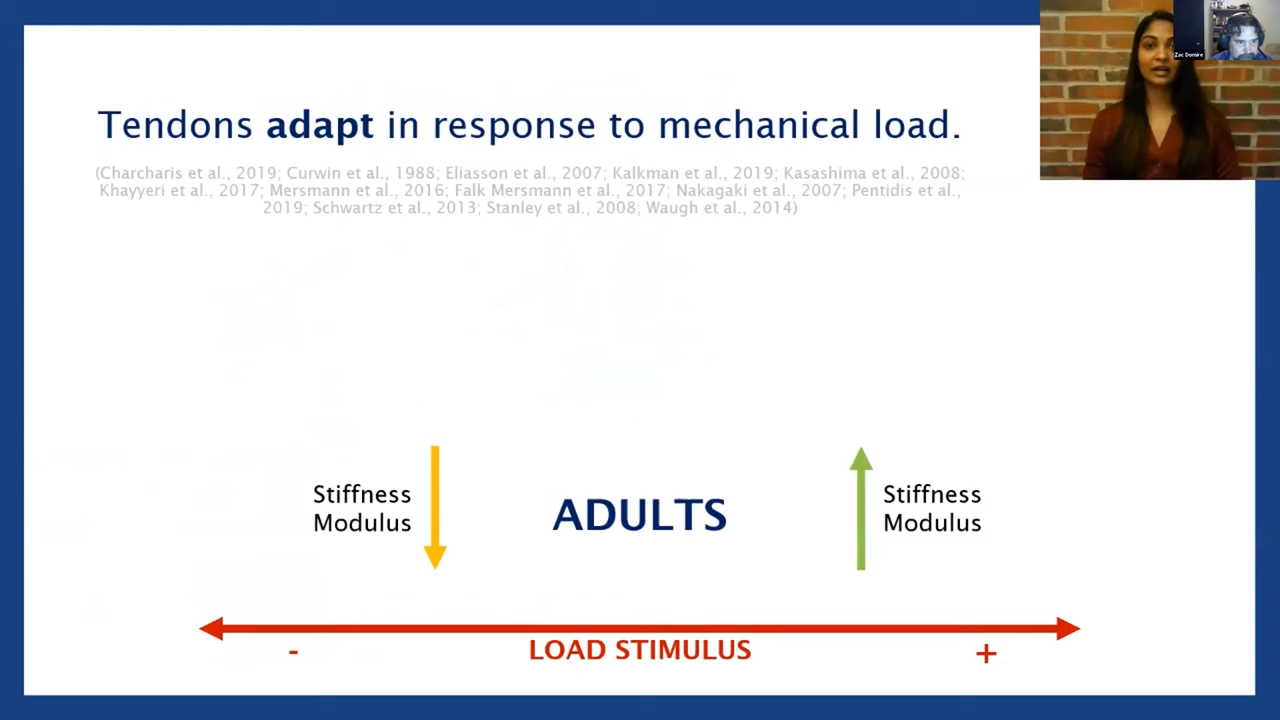 Tendons adapt in response to mechanical load.
(Charcharis et al., 2019; Curwin et al., 1988; Eliasson et al., 2007; Kalkman et al., 2019; Kasashima et al., 2008;
Khayyeri et al., 2017; Mersmann et al., 2016; Falk Mersmann et al., 2017; Nakagaki et al., 2007; Pentidis et al.,
2019; Schwartz et al., 2013; Stanley et al., 2008; Waugh et al., 2014)
Zac Domire
Stiffness
Modulus
ADULTS
Stiffness
Modulus
LOAD STIMULUS
- +